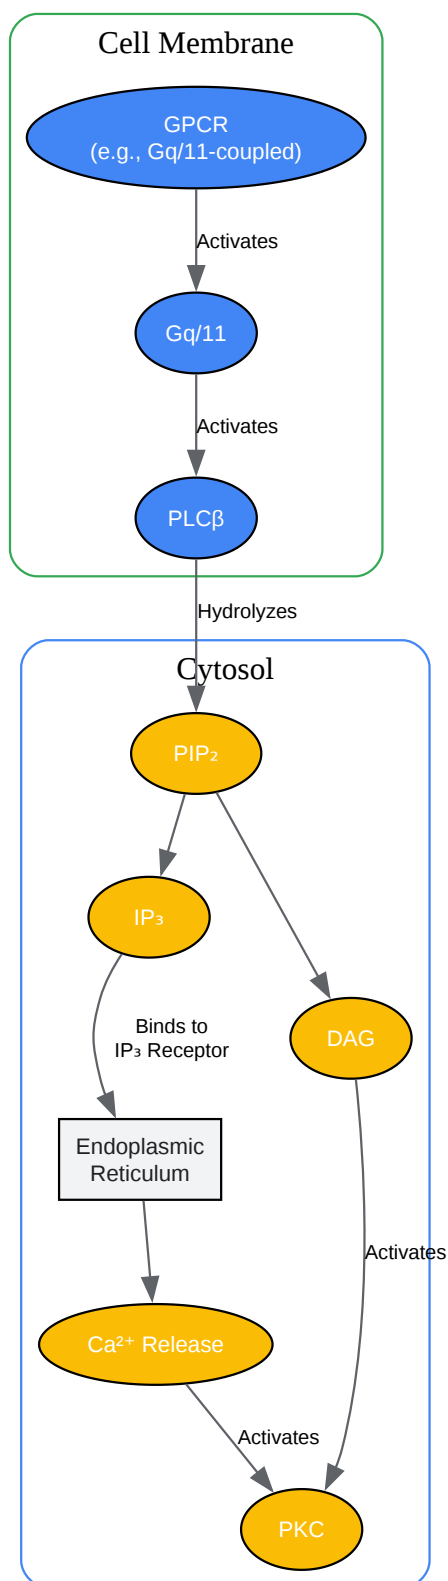 Cell Membrane
GPCR
(e.g., Gq/11-coupled)
Activates
Gq/11
Activates
PLCβ
Hydrolyzes
Cytosol
PIP₂
IP₃
Binds to
IP₃ Receptor
DAG
Endoplasmic
Reticulum
Activates
Ca²⁺ Release
Activates
PKC